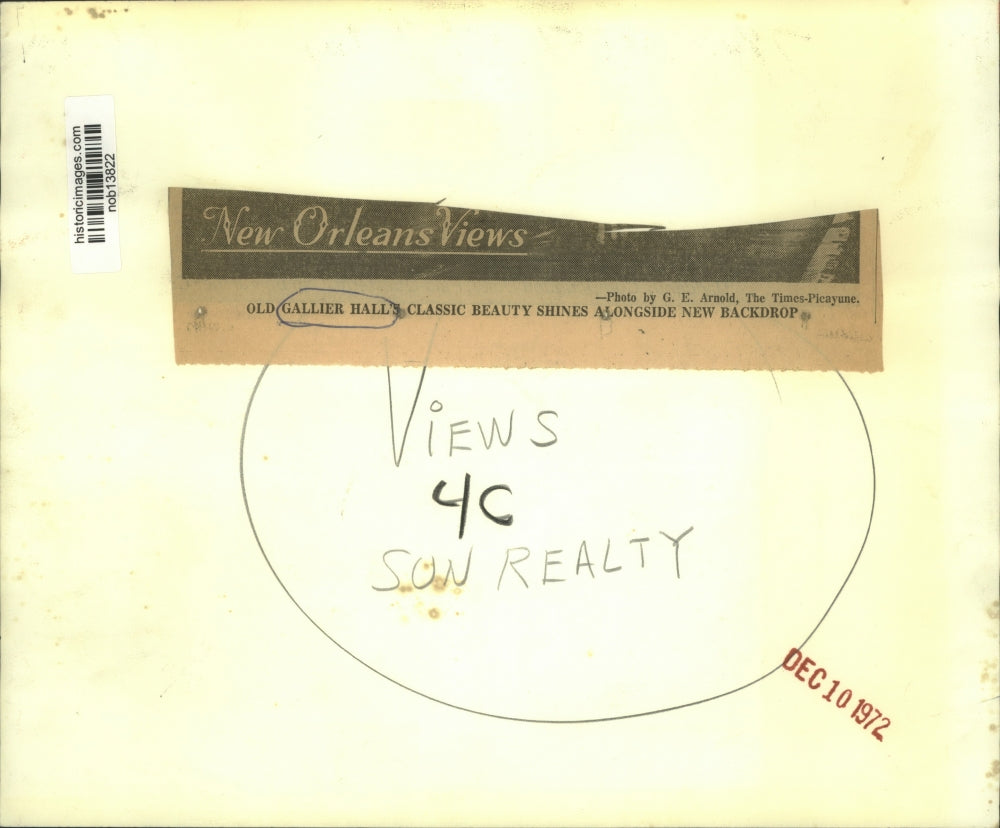 historicimages.com
nob13822
New Orleans Views
—Photo by G. E. Arnold, The Times-Picayune.
OLD GALLIER HALL'S CLASSIC BEAUTY SHINES ALONGSIDE NEW BACKDROP
VIEWS
4C
SUN REALTY
DEC 10 1972